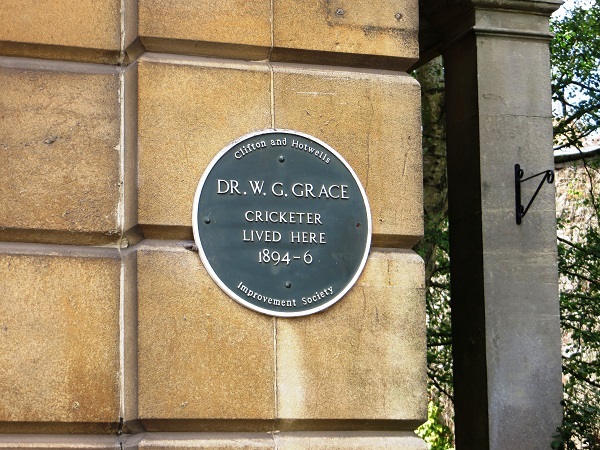 Clifton and Hotwells
DR. W. G. GRACE
CRICKETER
LIVED HERE
1894-6
Improvement Society